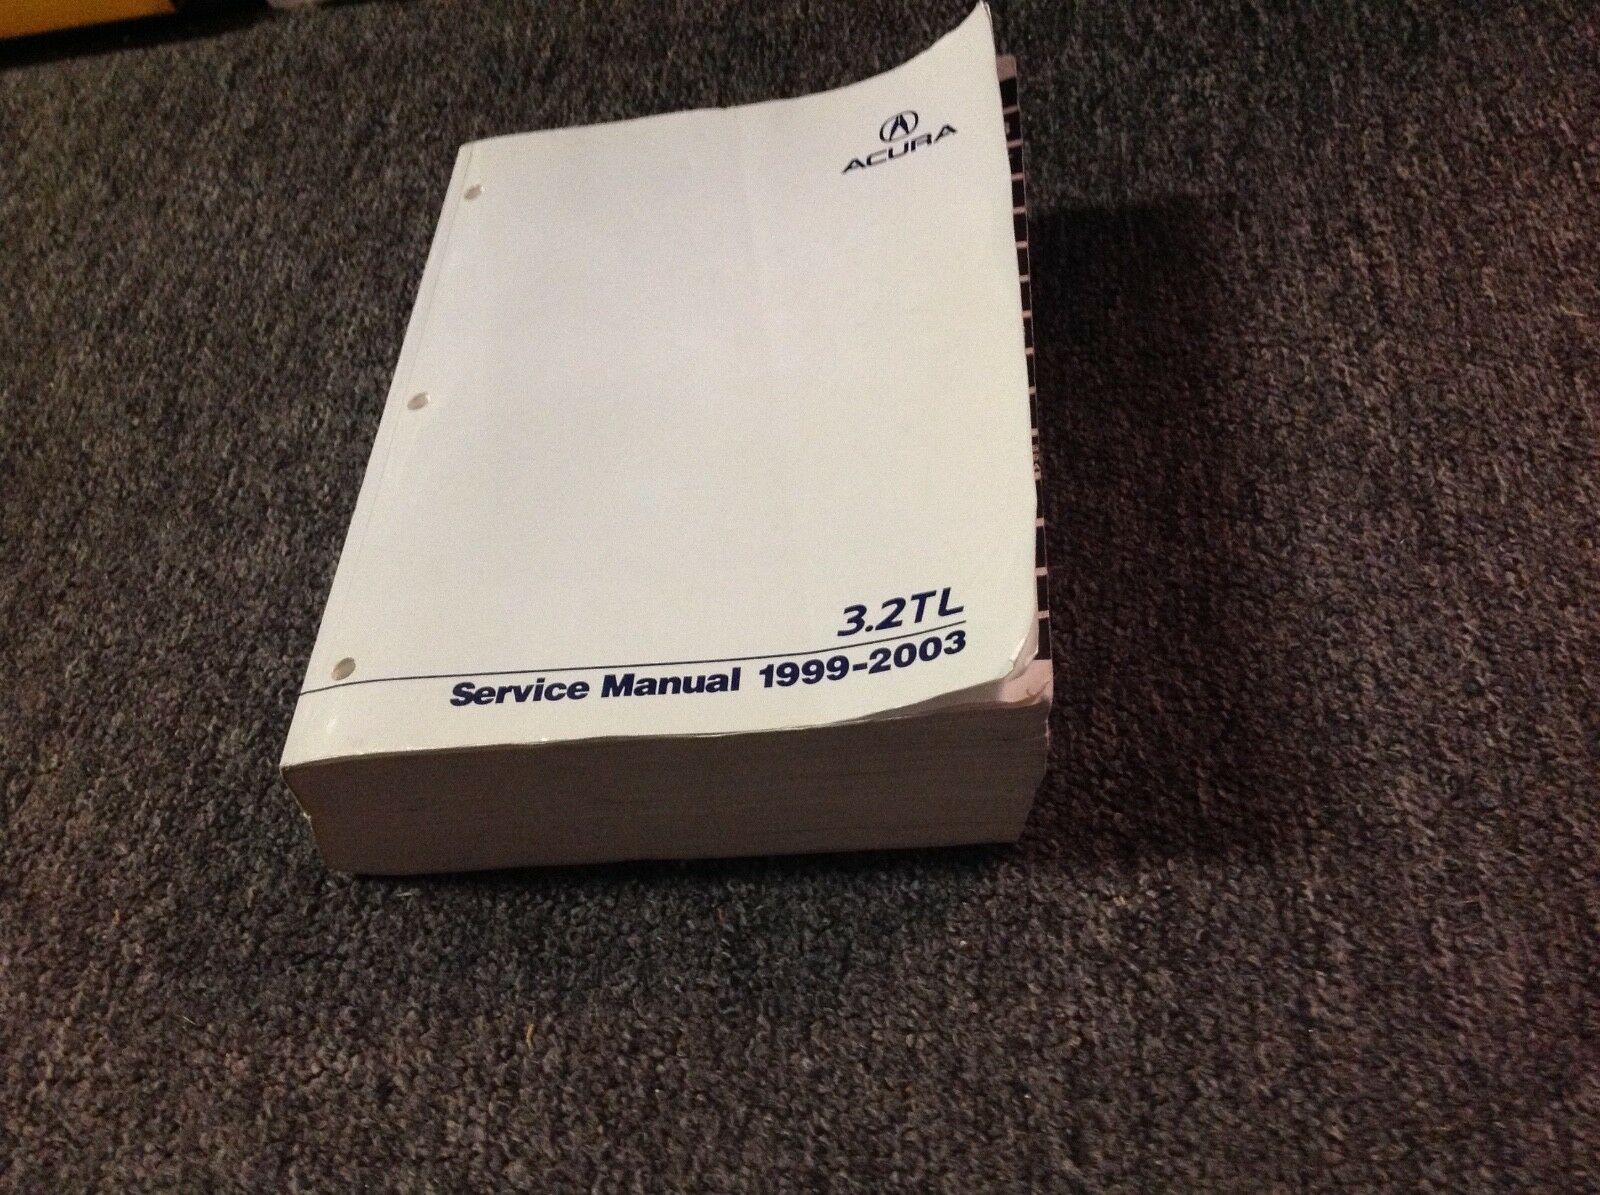 ACURA
3.2TL
Service Manual 1999-2003